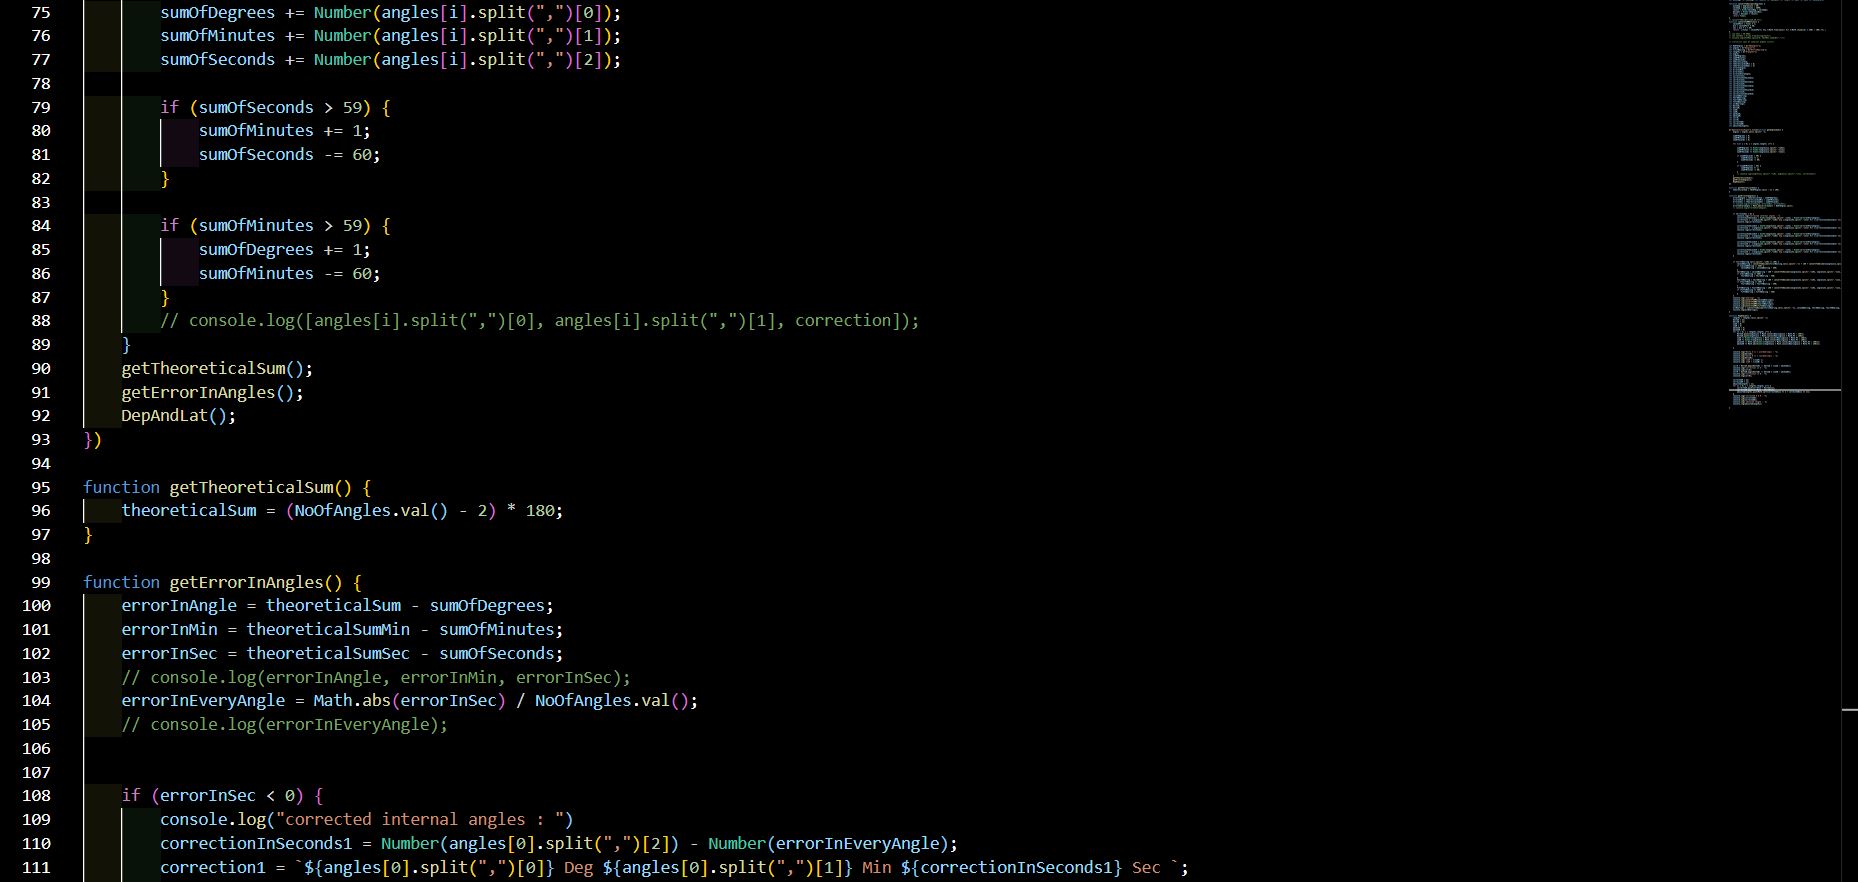 75 sumOfDegrees += Number(angles[i].split(",")[0]);
76 sumOfMinutes += Number(angles[i].split(",")[1]);
77 sumOfSeconds += Number(angles[i].split(",")[2]);
78
79 if (sumOfSeconds > 59) {
80 sumOfMinutes += 1;
81 sumOfSeconds -= 60;
82 }
83
84 if (sumOfMinutes > 59) {
85 sumOfDegrees += 1;
86 sumOfMinutes -= 60;
87 }
88 // console.log([angles[i].split(",")[0], angles[i].split(",")[1], correction]);
89 }
90 getTheoreticalSum();
91 getErrorInAngles();
92 DepAndLat();
93 })
94
95 function getTheoreticalSum() {
96 theoreticalSum = (NoOfAngles.val() - 2) * 180;
97 }
98
99 function getErrorInAngles() {
100 errorInAngle = theoreticalSum - sumOfDegrees;
101 errorInMin = theoreticalSumMin - sumOfMinutes;
102 errorInSec = theoreticalSumSec - sumOfSeconds;
103 // console.log(errorInAngle, errorInMin, errorInSec);
104 errorInEveryAngle = Math.abs(errorInSec) / NoOfAngles.val();
105 // console.log(errorInEveryAngle);
106
107
108 if (errorInSec < 0) {
109 console.log("corrected internal angles : ")
110 correctionInSeconds1 = Number(angles[0].split(",")[2]) - Number(errorInEveryAngle);
111 correction1 = `${angles[0].split(",")[0]} Deg ${angles[0].split(",")[1]} Min ${correctionInSeconds1} Sec `;